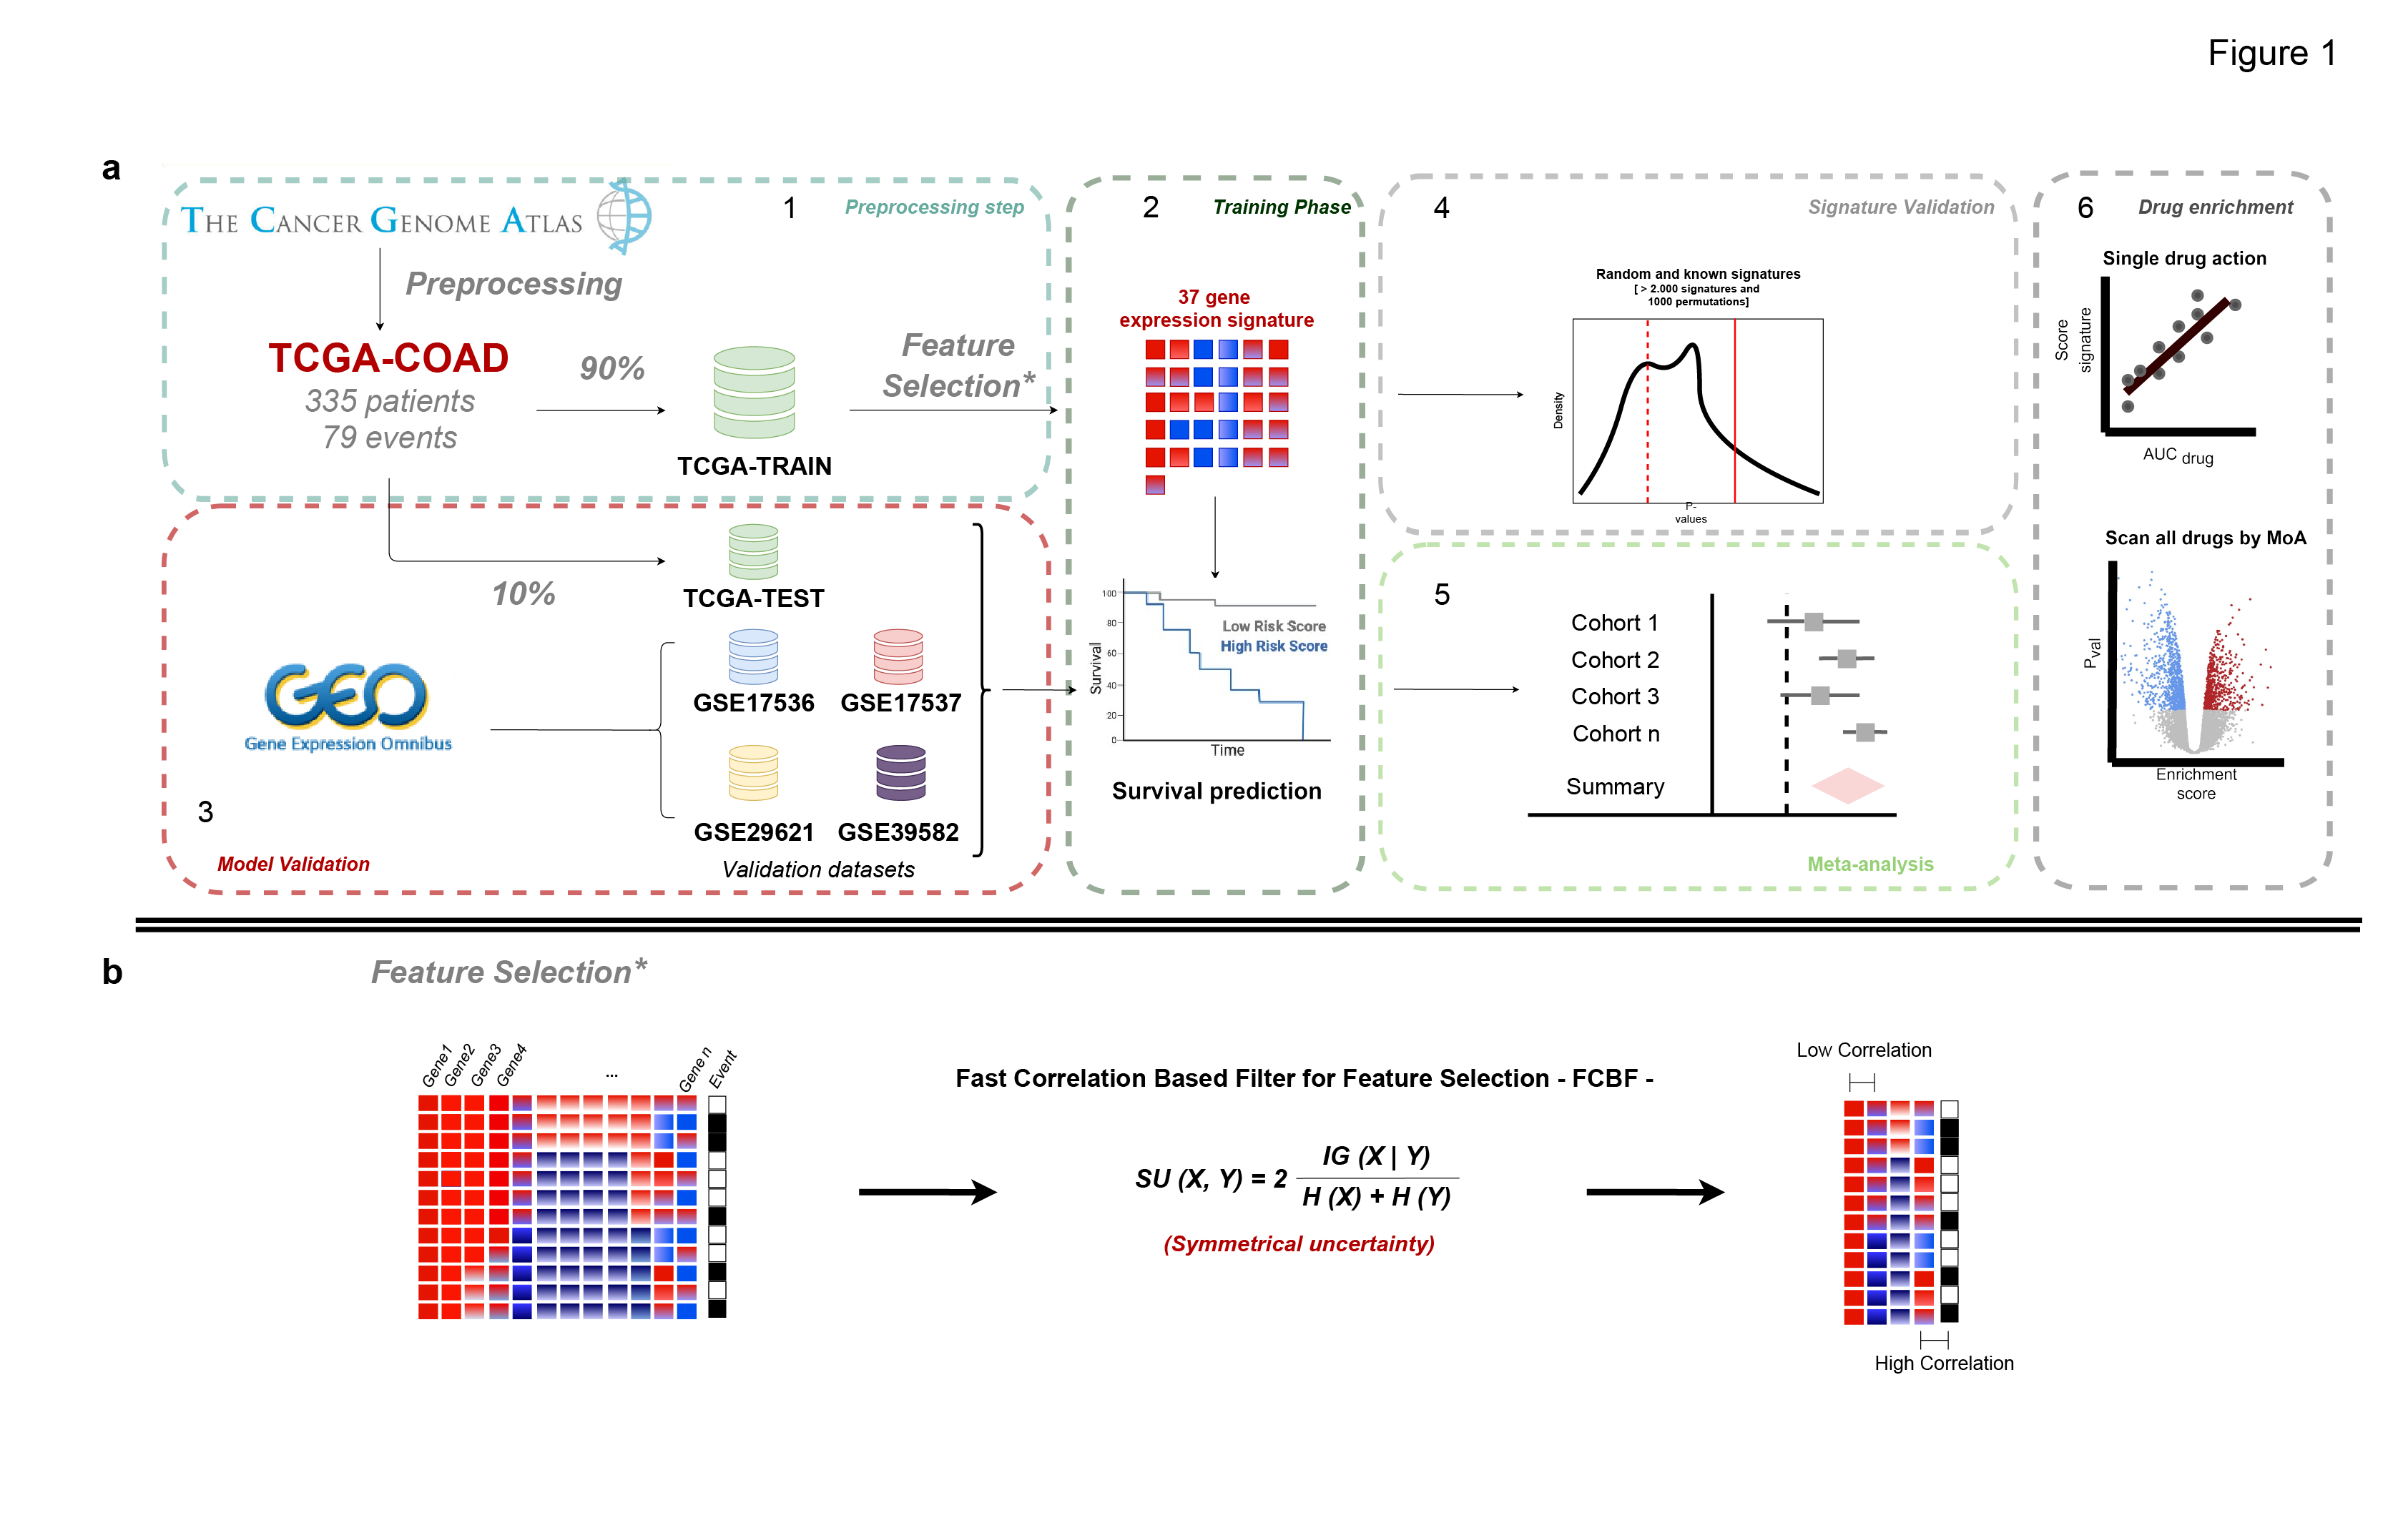 Figure 1
a
THE CANCER GENOME ATLAS
1
Preprocessing step
Preprocessing
TCGA-COAD
335 patients
79 events
90%
TCGA-TRAIN
Feature
Selection*
10%
TCGA-TEST
GEO
Gene Expression Omnibus
GSE17536
GSE17537
GSE29621
GSE39582
Validation datasets
3
Model Validation
2
Training Phase
37 gene
expression signature
100
80
60
40
20
0
Survival
Low Risk Score
High Risk Score
Time
Survival prediction
4
Signature Validation
Random and known signatures
[ > 2.000 signatures and
1000 permutations]
Density
P-
values
5
Cohort 1
Cohort 2
Cohort 3
Cohort n
Summary
Meta-analysis
6
Drug enrichment
Single drug action
Score
signature
AUC drug
Scan all drugs by MoA
Pval
Enrichment
score
b
Feature Selection*
Gene1
Gene2
Gene3
Gene4
...
Gene n
Event
Fast Correlation Based Filter for Feature Selection - FCBF -
SU (X, Y) = 2 IG (X | Y)
H (X) + H (Y)
(Symmetrical uncertainty)
Low Correlation
High Correlation